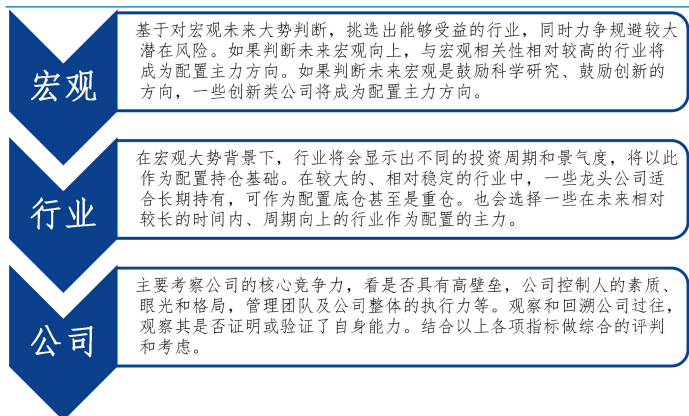 宏观
基于对宏观未来大势判断，挑选出能够受益的行业，同时力争规避较大
潜在风险。如果判断未来宏观向上，与宏观相关性相对较高的行业将
成为配置主力方向。如果判断未来宏观是鼓励科学研究、鼓励创新的
方向，一些创新类公司将成为配置主力方向。
行业
在宏观大势背景下，行业将会显示出不同的投资周期和景气度，将以此
作为配置持仓基础。在较大的、相对稳定的行业中，一些龙头公司适
合长期持有，可作为配置底仓甚至是重仓。也会选择一些在未来相对
较长的时间内、周期向上的行业作为配置的主力。
公司
主要考察公司的核心竞争力，看是否具有高壁垒，公司控制人的素质、
眼光和格局，管理团队及公司整体的执行力等。观察和回溯公司过往，
观察其是否证明或验证了自身能力。结合以上各项指标做综合的评判
和考虑。